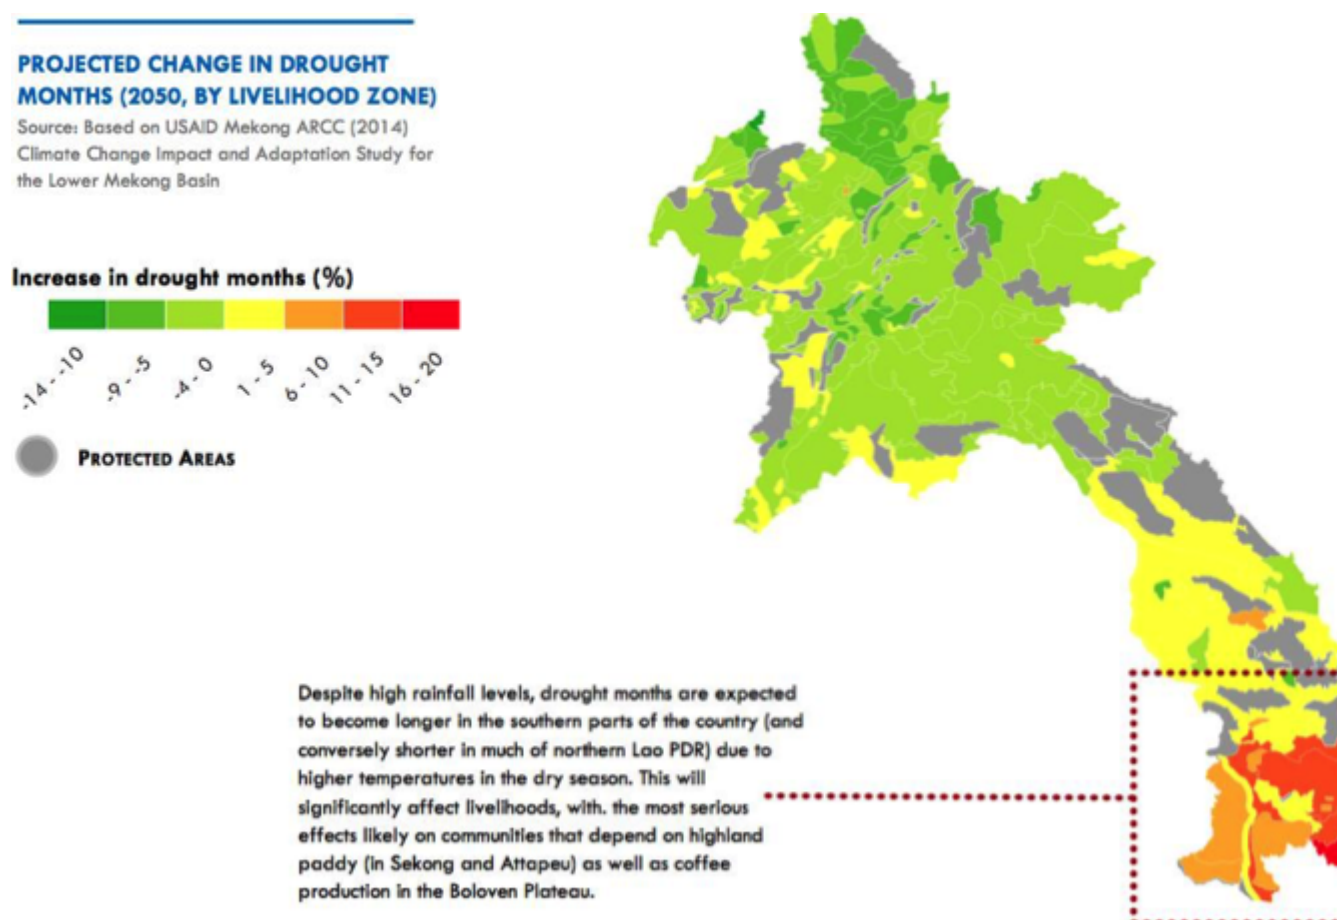 PROJECTED CHANGE IN DROUGHT
MONTHS (2050, BY LIVELIHOOD ZONE)
Source: Based on USAID Mekong ARCC (2014)
Climate Change Impact and Adaptation Study for
the Lower Mekong Basin
Increase in drought months (%)
-14 - -10
-9 - -5
-4 - 0
1 - 5
6 - 10
11 - 15
16 - 20
PROTECTED AREAS
Despite high rainfall levels, drought months are expected
to become longer in the southern parts of the country (and
conversely shorter in much of northern Lao PDR) due to
higher temperatures in the dry season. This will
significantly affect livelihoods, with. the most serious
effects likely on communities that depend on highland
paddy (in Sekong and Attapeu) as well as coffee
production in the Boloven Plateau.